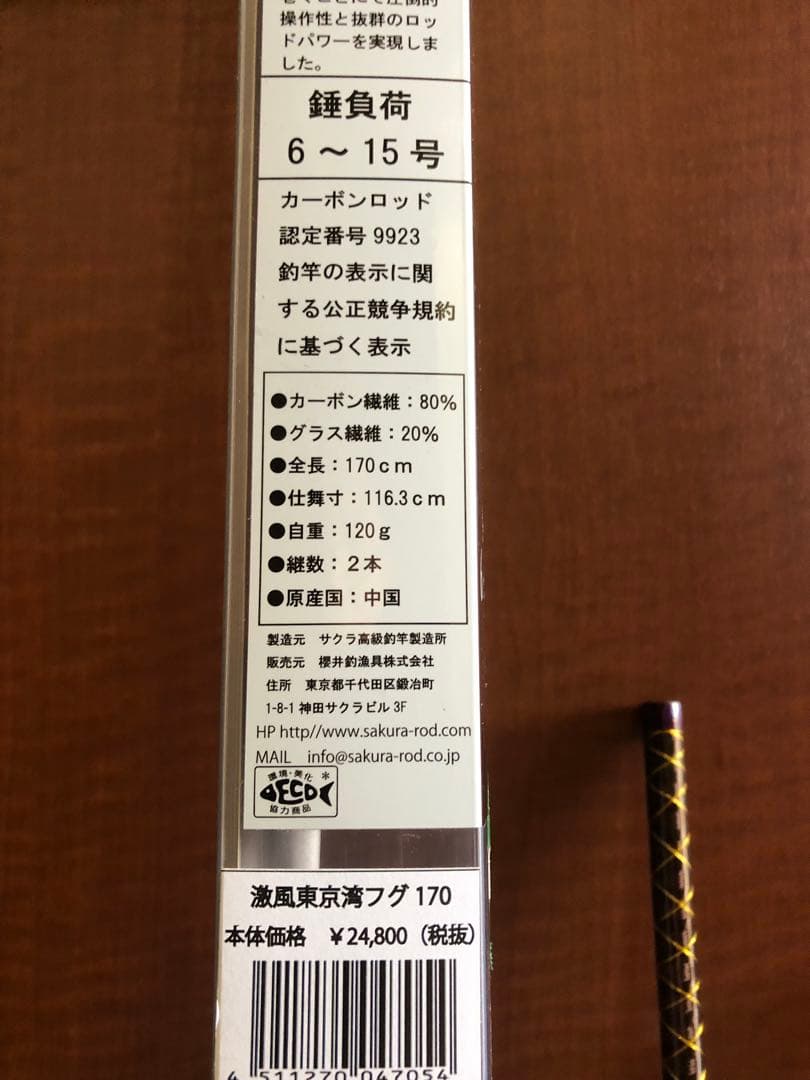 操作性と抜群のロッ
ドパワーを実現しま
した。
錘負荷
6 ～ 15 号
カーボンロッド
認定番号 9923
釣竿の表示に関
する公正競争規約
に基づく表示
●カーボン繊維：80%
●グラス繊維：20%
●全長：170cm
●仕舞寸：116.3cm
●自重：120g
●継数：２本
●原産国：中国
製造元 サクラ高級釣竿製造所
販売元 櫻井釣漁具株式会社
住所 東京都千代田区鍛冶町
1-8-1 神田サクラビル 3F
HP http//www.sakura-rod.com
MAIL info@sakura-rod.co.jp
環境・美化 *
ECO
協力商品
激風東京湾フグ 170
本体価格 ￥24,800（税抜）
4 511270 047054